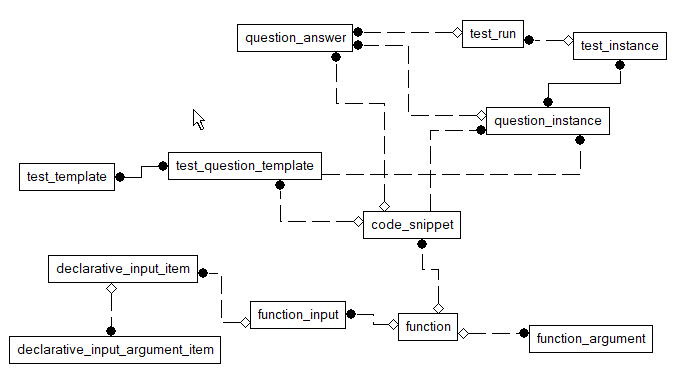 question_answer
test_run
test_instance
question_instance
test_question_template
test_template
code_snippet
declarative_input_item
function_input
function
function_argument
declarative_input_argument_item